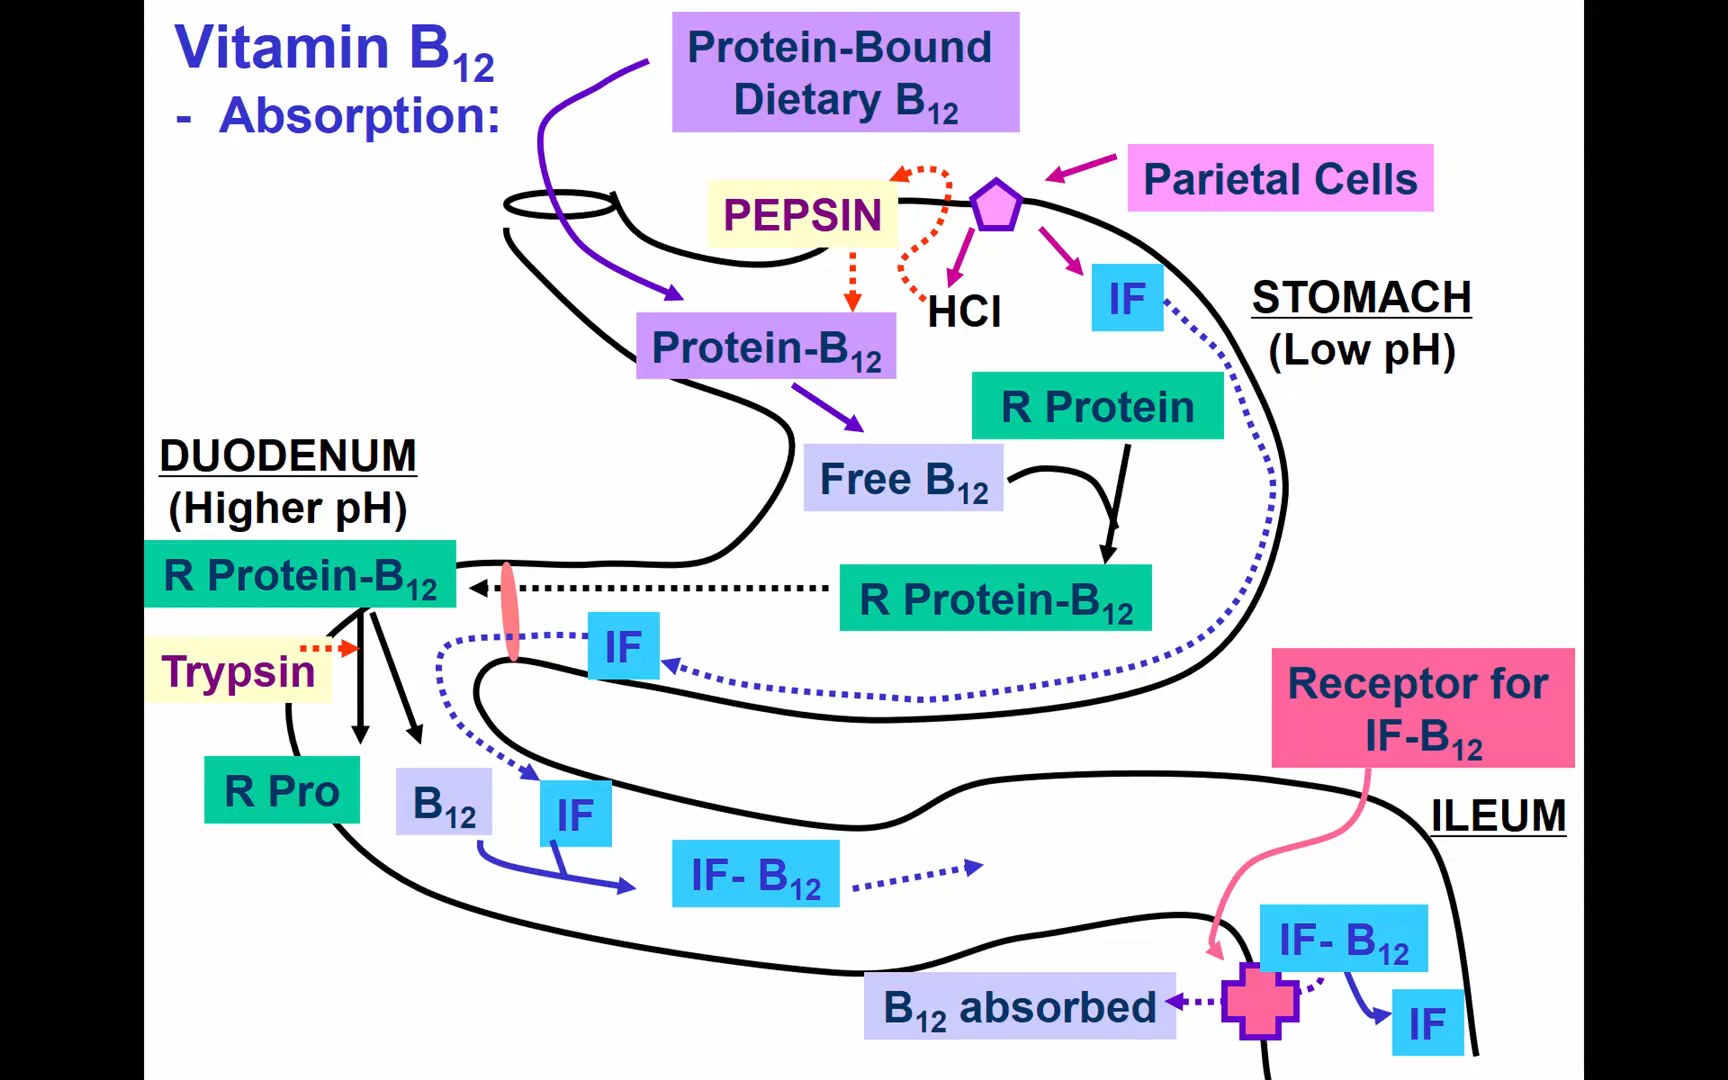 Vitamin B12
- Absorption:
Protein-Bound
Dietary B12
Parietal Cells
PEPSIN
HCl
IF
STOMACH
(Low pH)
Protein-B12
R Protein
Free B12
DUODENUM
(Higher pH)
R Protein-B12
R Protein-B12
IF
Trypsin
Receptor for
IF-B12
R Pro
B12
IF
ILEUM
IF- B12
IF- B12
B12 absorbed
IF